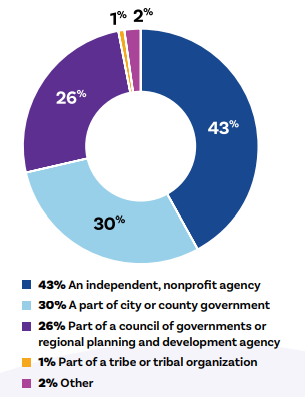 1% 2%
26%
43%
30%
43% An independent, nonprofit agency
30% A part of city or county government
26% Part of a council of governments or
regional planning and development agency
1% Part of a tribe or tribal organization
2% Other